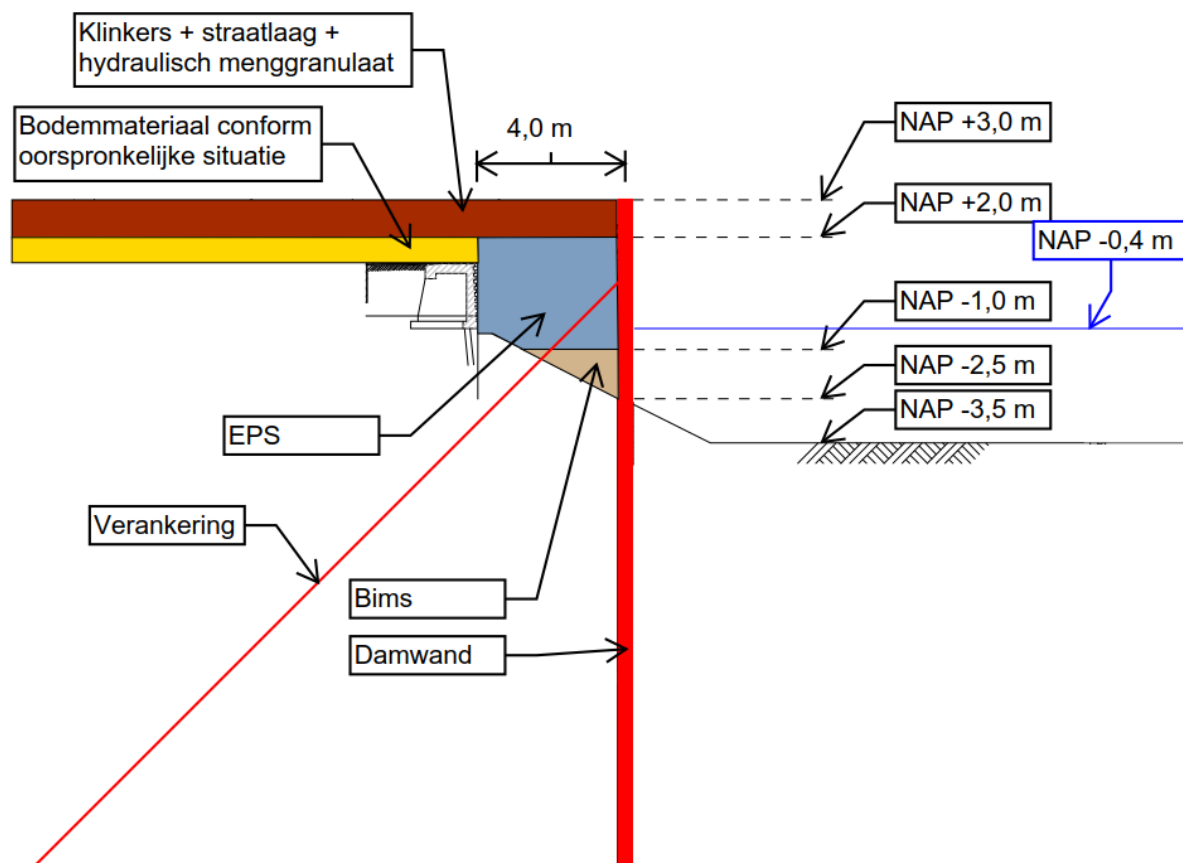 Klinkers + straatlaag +
hydraulisch menggranulaat
Bodemmateriaal conform
oorspronkelijke situatie
4,0 m
NAP +3,0 m
NAP +2,0 m
NAP -0,4 m
NAP -1,0 m
NAP -2,5 m
NAP -3,5 m
EPS
Verankering
Bims
Damwand